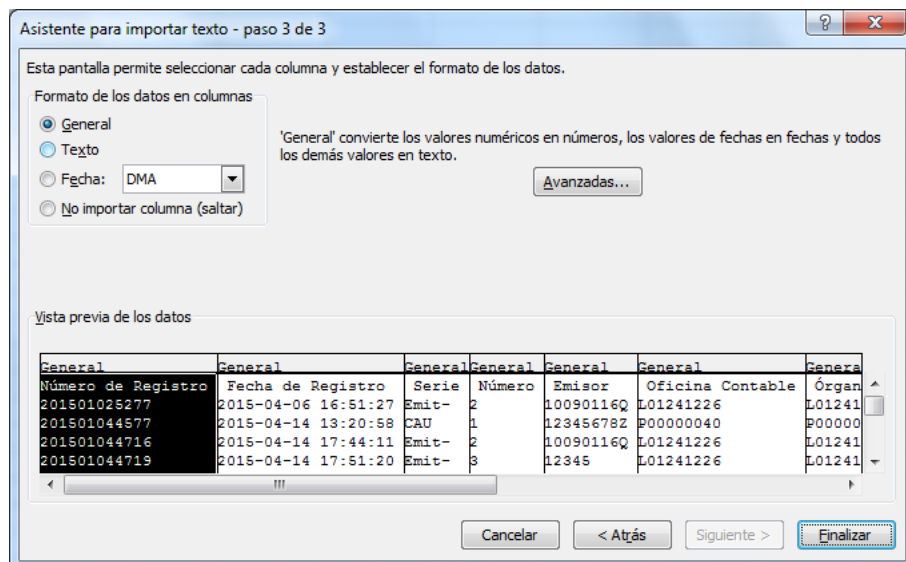 Asistente para importar texto - paso 3 de 3
Esta pantalla permite seleccionar cada columna y establecer el formato de los datos.
Formato de los datos en columnas
General
Texto
Fecha: DMA
No importar columna (saltar)
'General' convierte los valores numéricos en números, los valores de fechas en fechas y todos
los demás valores en texto.
Avanzadas...
Vista previa de los datos
General General General General General General Genera
Número de Registro Fecha de Registro Serie Número Emisor Oficina Contable Órgan
201501025277 2015-04-06 16:51:27 Emit- 2 10090116Q L01241226 L01241
201501044577 2015-04-14 13:20:58 CAU 1 12345678Z P00000040 P00000
201501044716 2015-04-14 17:44:11 Emit- 2 10090116Q L01241226 L01241
201501044719 2015-04-14 17:51:20 Emit- 3 12345 L01241226 L01241
Cancelar < Atrás Siguiente > Finalizar